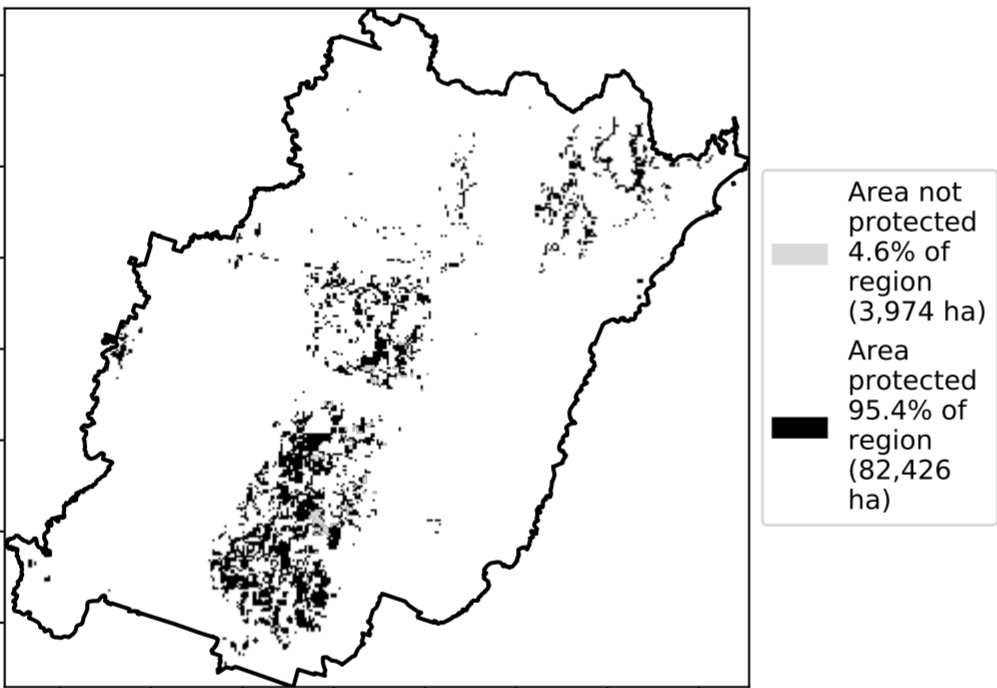 Area not
protected
4.6% of
region
(3,974 ha)
Area
protected
95.4% of
region
(82,426
ha)